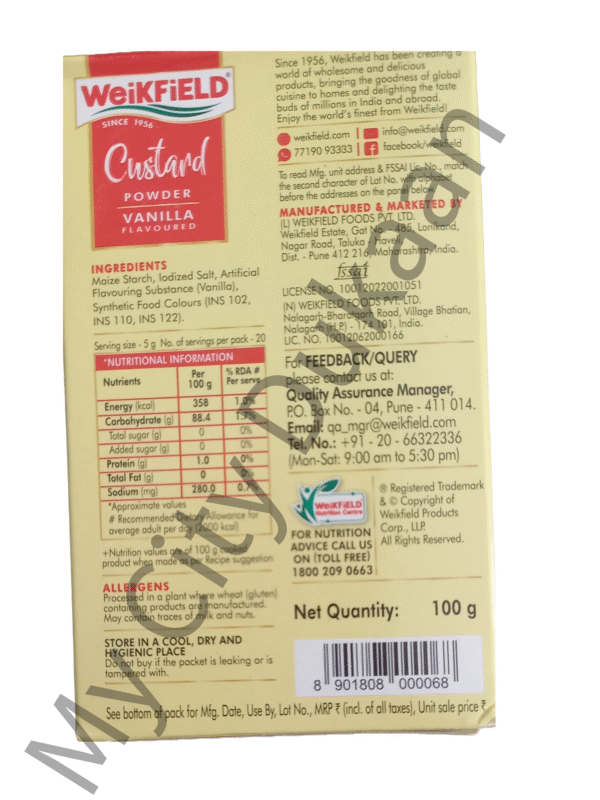 WeiKFiELD®
SINCE 1956
Custard
POWDER
VANILLA
FLAVOURED
INGREDIENTS
Maize Starch, Iodized Salt, Artificial
Flavouring Substance (Vanilla),
Synthetic Food Colours (INS 102,
INS 110, INS 122).
Serving size - 5 g No. of servings per pack - 20
*NUTRITIONAL INFORMATION
Nutrients Per 100 g % RDA # Per serve
Energy (kcal) 358 1.0%
Carbohydrate (g) 88.4 1.7%
Total sugar (g) 0 0%
Added sugar (g) 0 0%
Protein (g) 1.0 0%
Total Fat (g) 0 0%
Sodium (mg) 280.0 0.7%
*Approximate values
# Recommended Dietary Allowance for
average adult per day (2000 kcal)
+Nutrition values are of 100 g cooked
product when made as per Recipe suggestion
ALLERGENS
Processed in a plant where wheat (gluten)
containing products are manufactured.
May contain traces of milk and nuts.
STORE IN A COOL, DRY AND
HYGIENIC PLACE
Do not buy if the packet is leaking or is
tampered with.
Since 1956, Weikfield has been creating a
world of wholesome and delicious
products, bringing the goodness of global
cuisine to homes and delighting the taste
buds of millions in India and abroad.
Enjoy the world's finest from Weikfield!
weikfield.com | info@weikfield.com
77190 93333 | facebook/weikfield
To read Mfg. unit address & FSSAI Lic. No., match
the second character of Lot No. with alphabet
before the addresses on the panel below
MANUFACTURED & MARKETED BY
(L) WEIKFIELD FOODS PVT. LTD.
Weikfield Estate, Gat No. - 485, Lonikand,
Nagar Road, Taluka - Haveli,
Dist. - Pune 412 216, Maharashtra, India.
fssai
LICENSE NO. 10012022001051
(N) WEIKFIELD FOODS PVT. LTD.
Nalagarh-Bharatgarh Road, Village Bhatian,
Nalagarh (H.P.) - 174 101, India.
LIC. NO. 10012062000166
For FEEDBACK/QUERY
please contact us at:
Quality Assurance Manager,
P.O. Box No. - 04, Pune - 411 014.
Email: qa_mgr@weikfield.com
Tel. No.: +91 - 20 - 66322336
(Mon-Sat: 9:00 am to 5:30 pm)
WeiKFiELD
Nutrition Centre
FOR NUTRITION
ADVICE CALL US
ON (TOLL FREE)
1800 209 0663
® Registered Trademark
& © Copyright of
Weikfield Products
Corp., LLP.
All Rights Reserved.
Net Quantity: 100 g
8 901808 000068
See bottom of pack for Mfg. Date, Use By, Lot No., MRP ₹ (incl. of all taxes), Unit sale price ₹
My City Dukaan